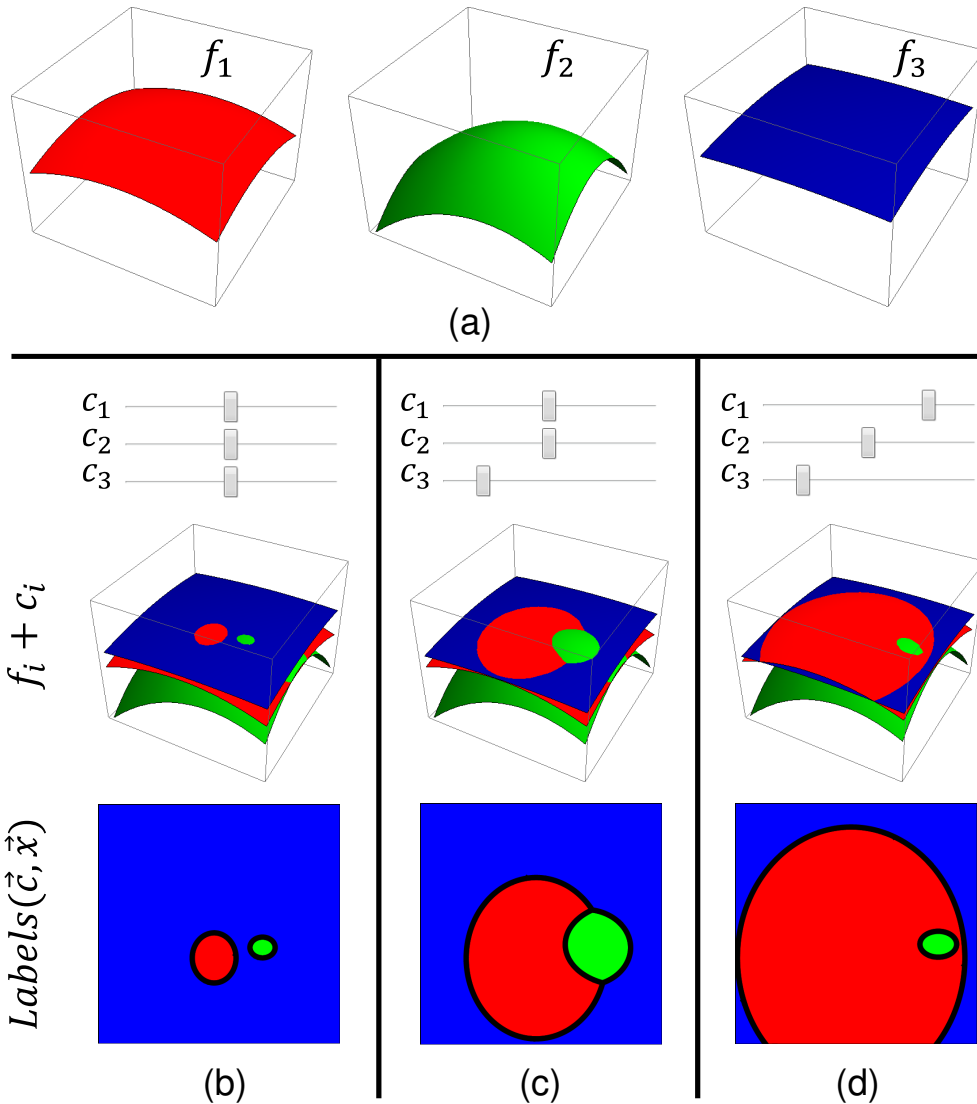 f₁ f₂ f₃
(a)
c₁ c₁ c₁
c₂ c₂ c₂
c₃ c₃ c₃
fᵢ + cᵢ
Labels(c⃗, x⃗)
(b) (c) (d)